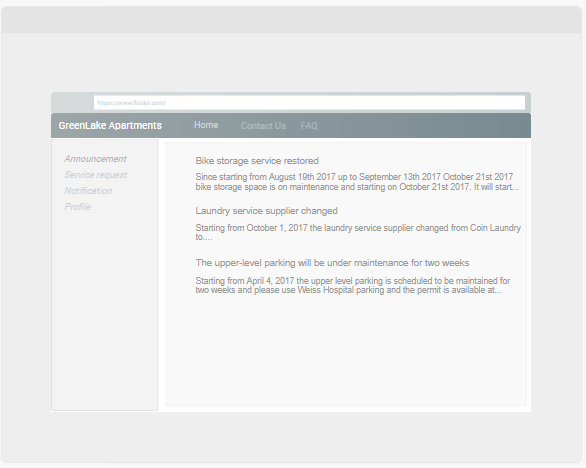 https://www.fluidui.com/
GreenLake Apartments Home Contact Us FAQ
Announcement
Service request
Notification
Profile
Bike storage service restored
Since starting from August 19th 2017 up to September 13th 2017 October 21st 2017
bike storage space is on maintenance and starting on October 21st 2017. It will start...
Laundry service supplier changed
Starting from October 1, 2017 the laundry service supplier changed from Coin Laundry
to....
The upper-level parking will be under maintenance for two weeks
Starting from April 4, 2017 the upper level parking is scheduled to be maintained for
two weeks and please use Weiss Hospital parking and the permit is available at...